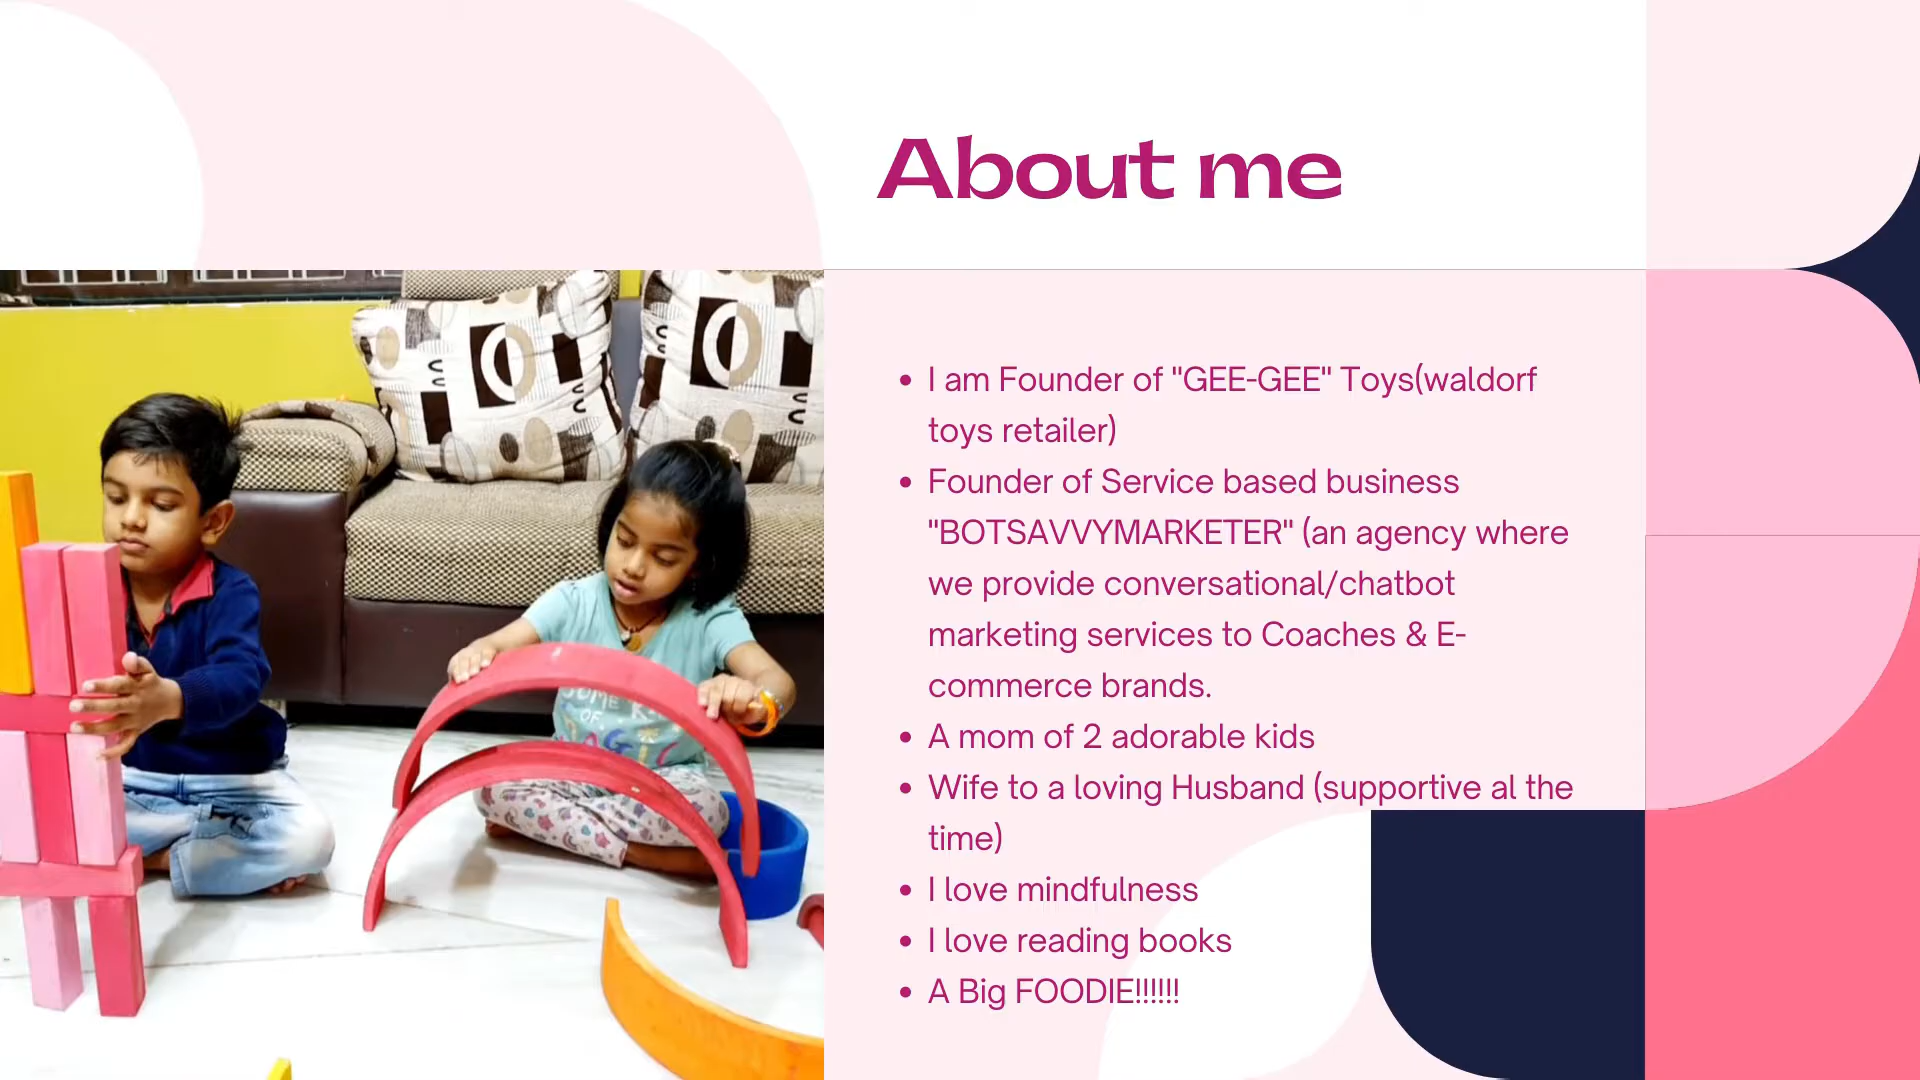 About me
I am Founder of "GEE-GEE" Toys(waldorf
toys retailer)
Founder of Service based business
"BOTSAVVYMARKETER" (an agency where
we provide conversational/chatbot
marketing services to Coaches & E-
commerce brands.
A mom of 2 adorable kids
Wife to a loving Husband (supportive al the
time)
I love mindfulness
I love reading books
A Big FOODIE!!!!!!
SOME
OF